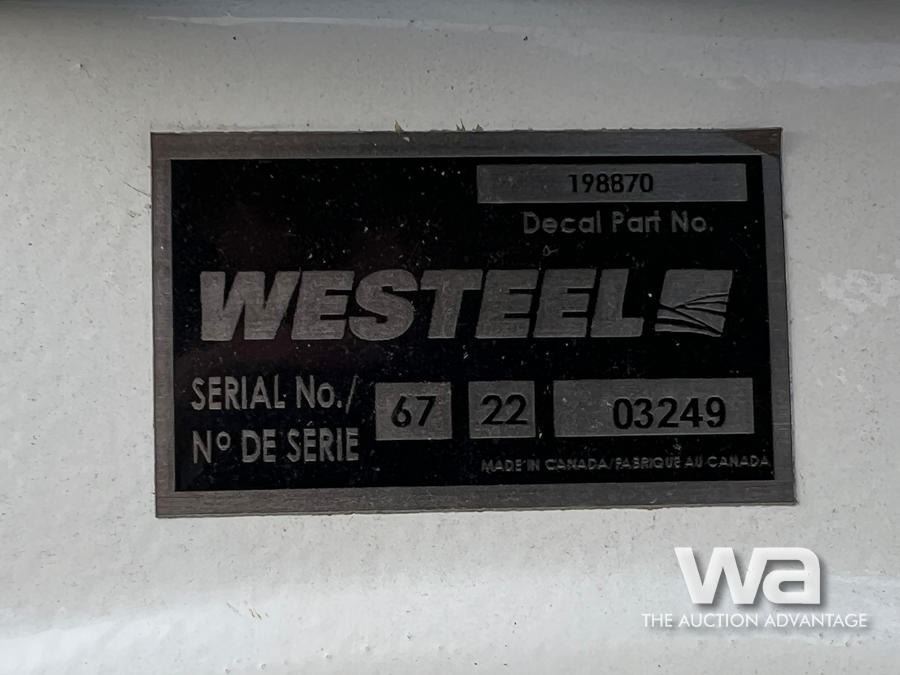 198870
Decal Part No.
WESTEEL
SERIAL No./
Nº DE SÉRIE
67 22 03249
MADE IN CANADA/FABRIQUÉ AU CANADA
wa
THE AUCTION ADVANTAGE